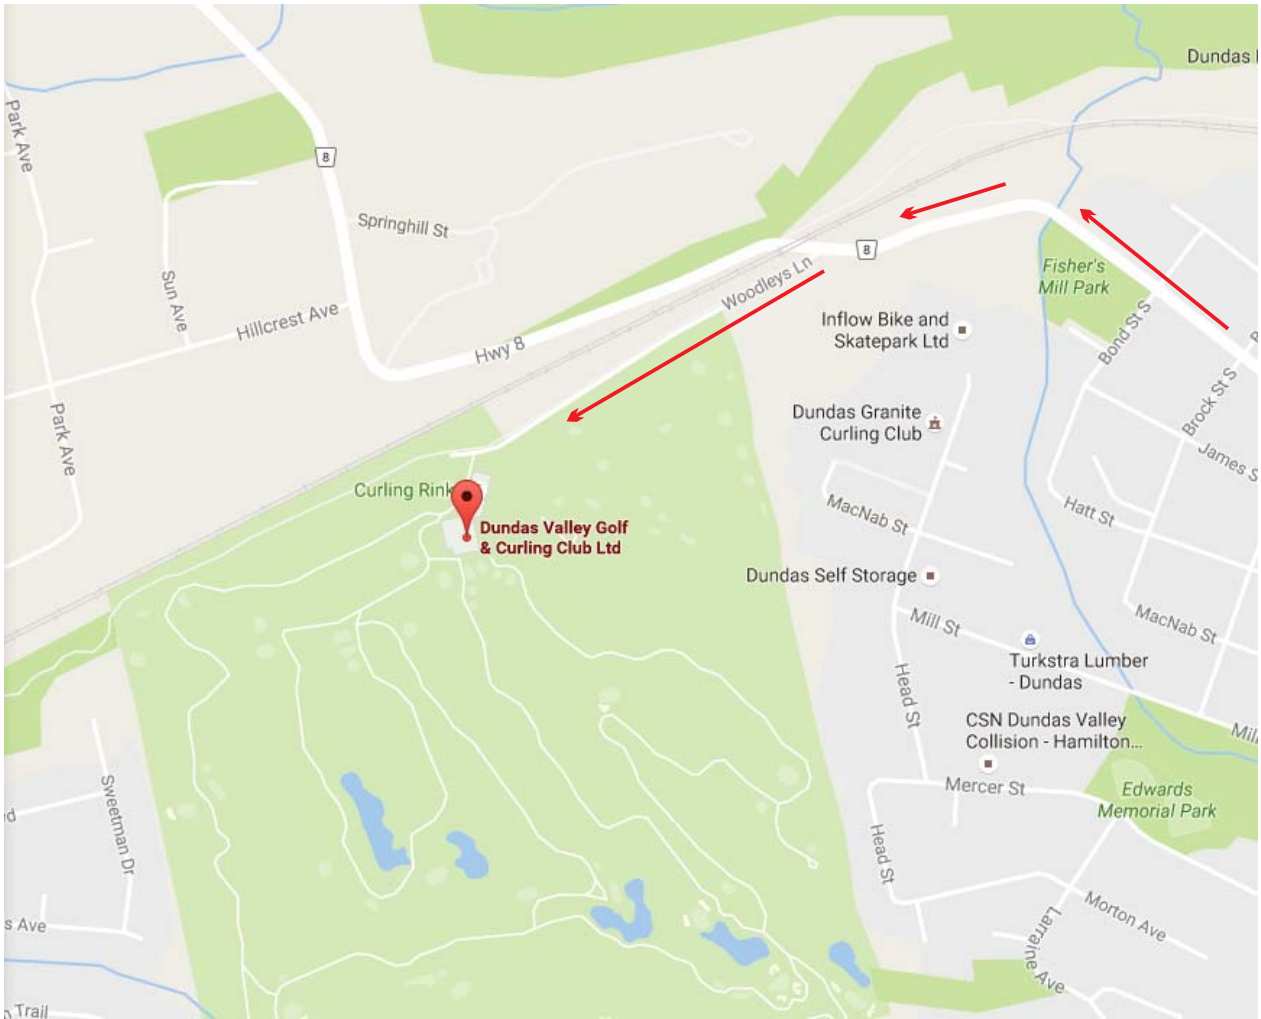 Dundas
Park Ave
8
Springhill St
Sun Ave
Hillcrest Ave
Hwy 8
Woodleys Ln
8
Fisher's
Mill Park
Bond St S
Brock St S
James S
Inflow Bike and
Skatepark Ltd
Dundas Granite
Curling Club
Park Ave
Curling Rink
Dundas Valley Golf
& Curling Club Ltd
MacNab St
Hatt St
Dundas Self Storage
Mill St
MacNab St
Turkstra Lumber
- Dundas
Head St
CSN Dundas Valley
Collision - Hamilton...
Mill
Mercer St
Edwards
Memorial Park
Sweetman Dr
Head St
Morton Ave
Larraine Ave
s Ave
Trail